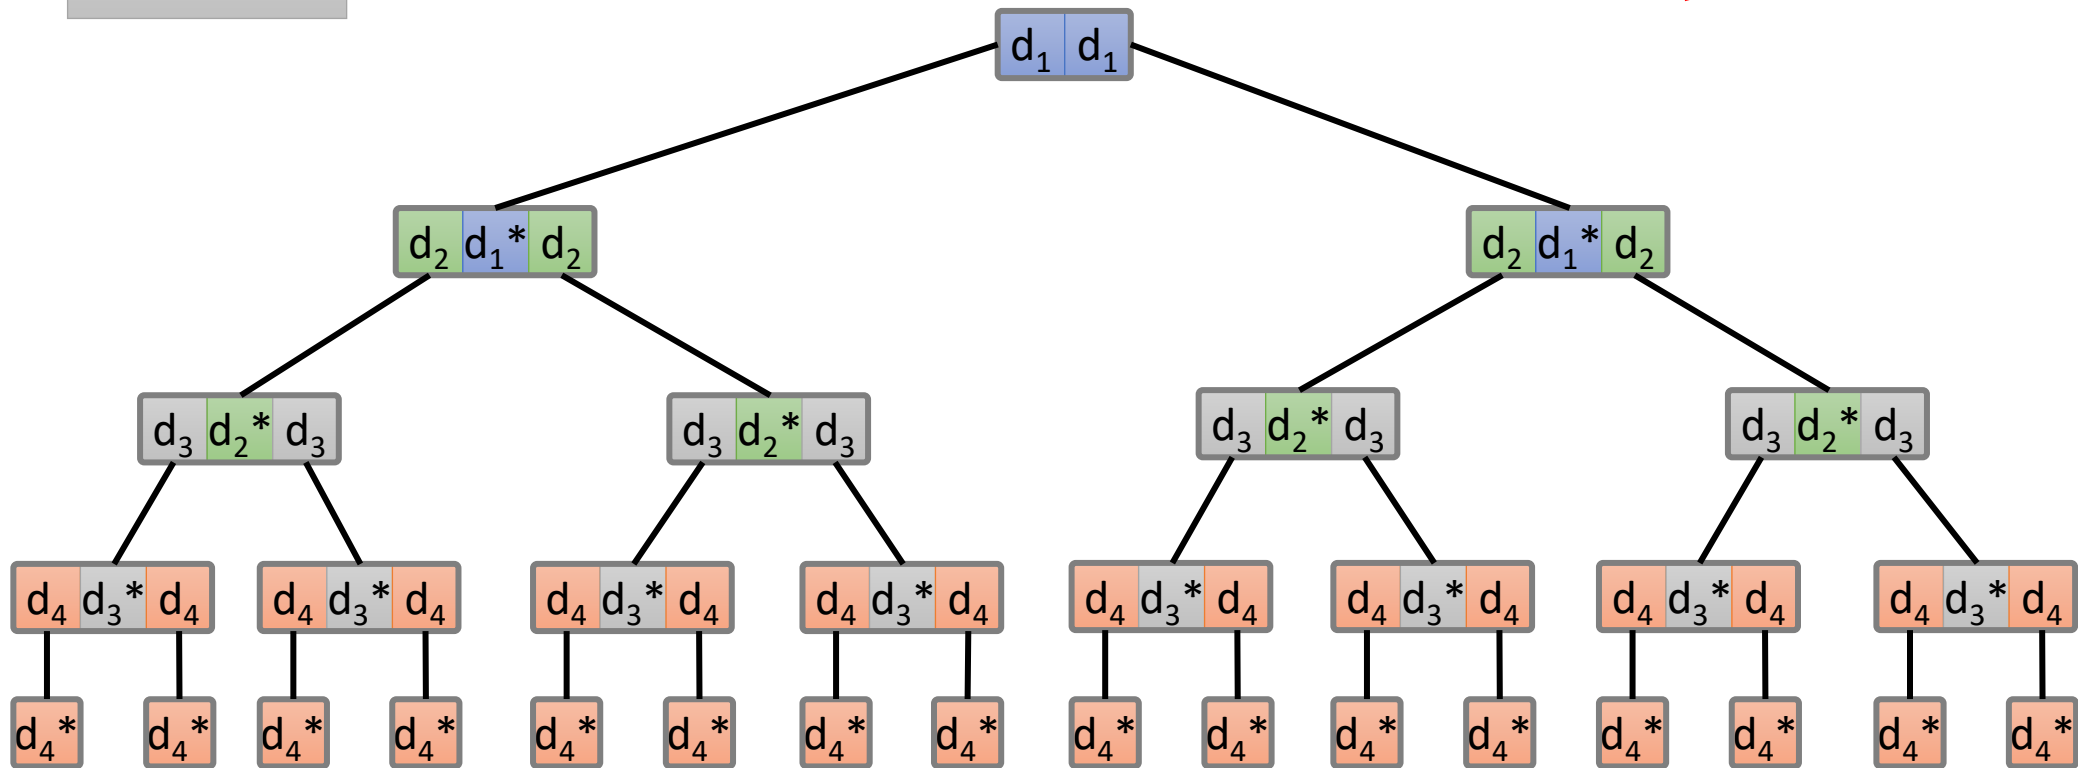 d₁ d₁
d₂ d₁* d₂ d₂ d₁* d₂
d₃ d₂* d₃ d₃ d₂* d₃ d₃ d₂* d₃ d₃ d₂* d₃
d₄ d₃* d₄ d₄ d₃* d₄ d₄ d₃* d₄ d₄ d₃* d₄ d₄ d₃* d₄ d₄ d₃* d₄ d₄ d₃* d₄ d₄ d₃* d₄
d₄* d₄* d₄* d₄* d₄* d₄* d₄* d₄* d₄* d₄* d₄* d₄* d₄* d₄* d₄* d₄*